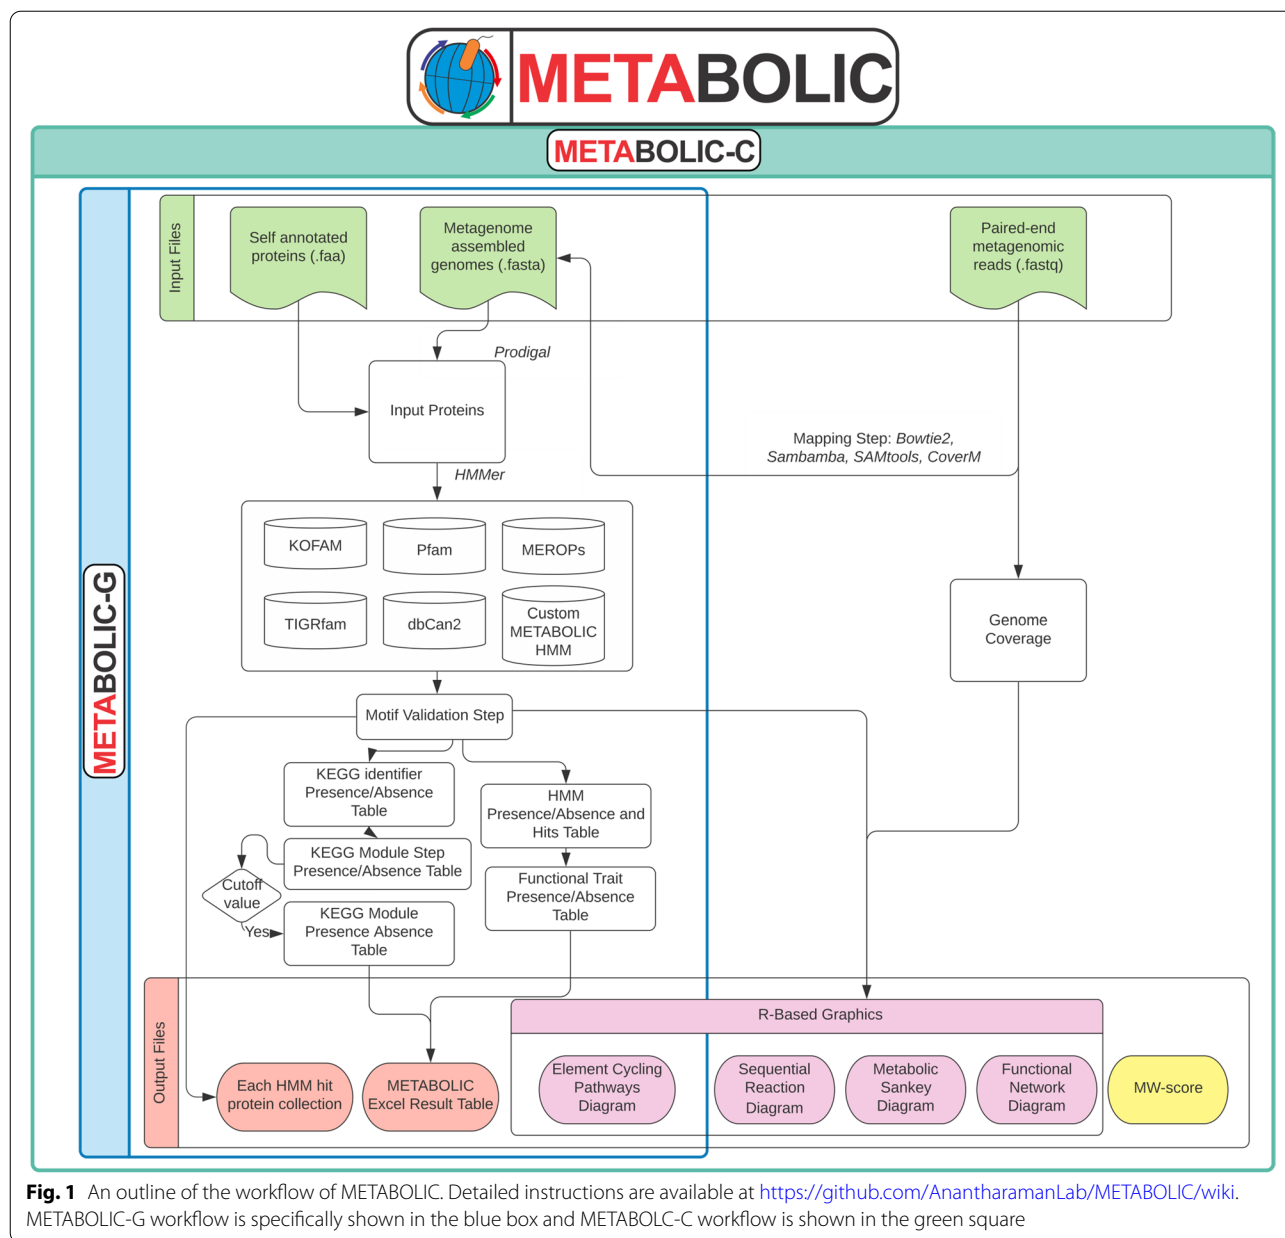 METABOLIC
METABOLIC-C
METABOLIC-G
Input Files
Self annotated
proteins (.faa)
Metagenome
assembled
genomes (.fasta)
Paired-end
metagenomic
reads (.fastq)
Prodigal
Input Proteins
Mapping Step: Bowtie2,
Sambamba, SAMtools, CoverM
HMMer
KOFAM
Pfam
MEROPs
TIGRfam
dbCan2
Custom
METABOLIC
HMM
Genome
Coverage
Motif Validation Step
KEGG identifier
Presence/Absence
Table
HMM
Presence/Absence and
Hits Table
KEGG Module Step
Presence/Absence Table
Cutoff
value
Yes
KEGG Module
Presence Absence
Table
Functional Trait
Presence/Absence
Table
Output Files
R-Based Graphics
Each HMM hit
protein collection
METABOLIC
Excel Result Table
Element Cycling
Pathways
Diagram
Sequential
Reaction
Diagram
Metabolic
Sankey
Diagram
Functional
Network
Diagram
MW-score
Fig. 1 An outline of the workflow of METABOLIC. Detailed instructions are available at https://github.com/AnantharamanLab/METABOLIC/wiki.
METABOLIC-G workflow is specifically shown in the blue box and METABOLC-C workflow is shown in the green square